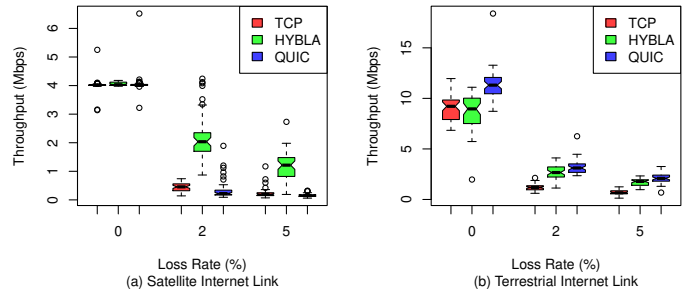 TCP
HYBLA
QUIC
Throughput (Mbps)
6
5
4
3
2
1
0
0
2
5
Loss Rate (%)
(a) Satellite Internet Link
TCP
HYBLA
QUIC
Throughput (Mbps)
15
10
5
0
0
2
5
Loss Rate (%)
(b) Terrestrial Internet Link